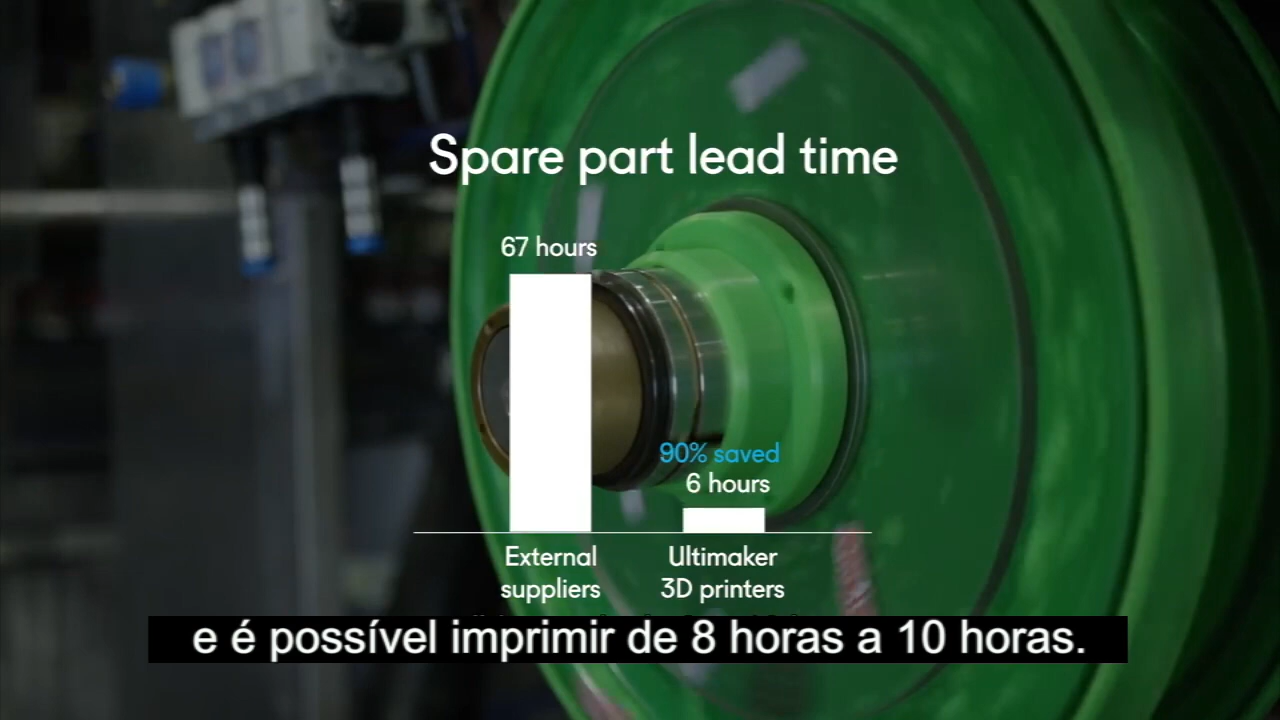 Spare part lead time
67 hours
90% saved
6 hours
External
suppliers
Ultimaker
3D printers
e é possível imprimir de 8 horas a 10 horas.